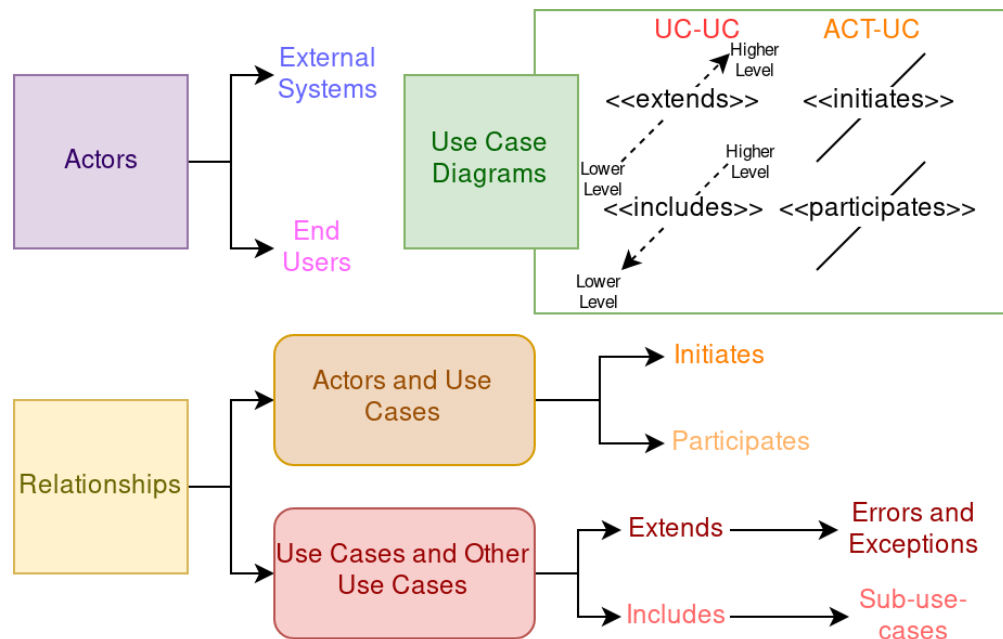 Actors
External
Systems
End
Users
Use Case
Diagrams
UC-UC
ACT-UC
Higher
Level
<<extends>>
Lower
Level
<<initiates>>
Higher
Level
<<includes>>
Lower
Level
<<participates>>
Relationships
Actors and Use
Cases
Initiates
Participates
Use Cases and Other
Use Cases
Extends
Errors and
Exceptions
Includes
Sub-use-
cases